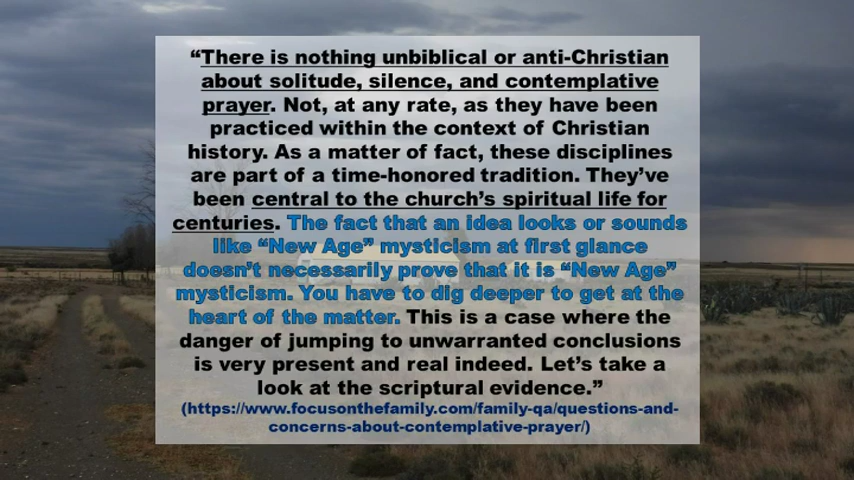 “There is nothing unbiblical or anti-Christian
about solitude, silence, and contemplative
prayer. Not, at any rate, as they have been
practiced within the context of Christian
history. As a matter of fact, these disciplines
are part of a time-honored tradition. They’ve
been central to the church’s spiritual life for
centuries. The fact that an idea looks or sounds
like “New Age” mysticism at first glance
doesn’t necessarily prove that it is “New Age”
mysticism. You have to dig deeper to get at the
heart of the matter. This is a case where the
danger of jumping to unwarranted conclusions
is very present and real indeed. Let’s take a
look at the scriptural evidence.”
(https://www.focusonthefamily.com/family-qa/questions-and-
concerns-about-contemplative-prayer/)